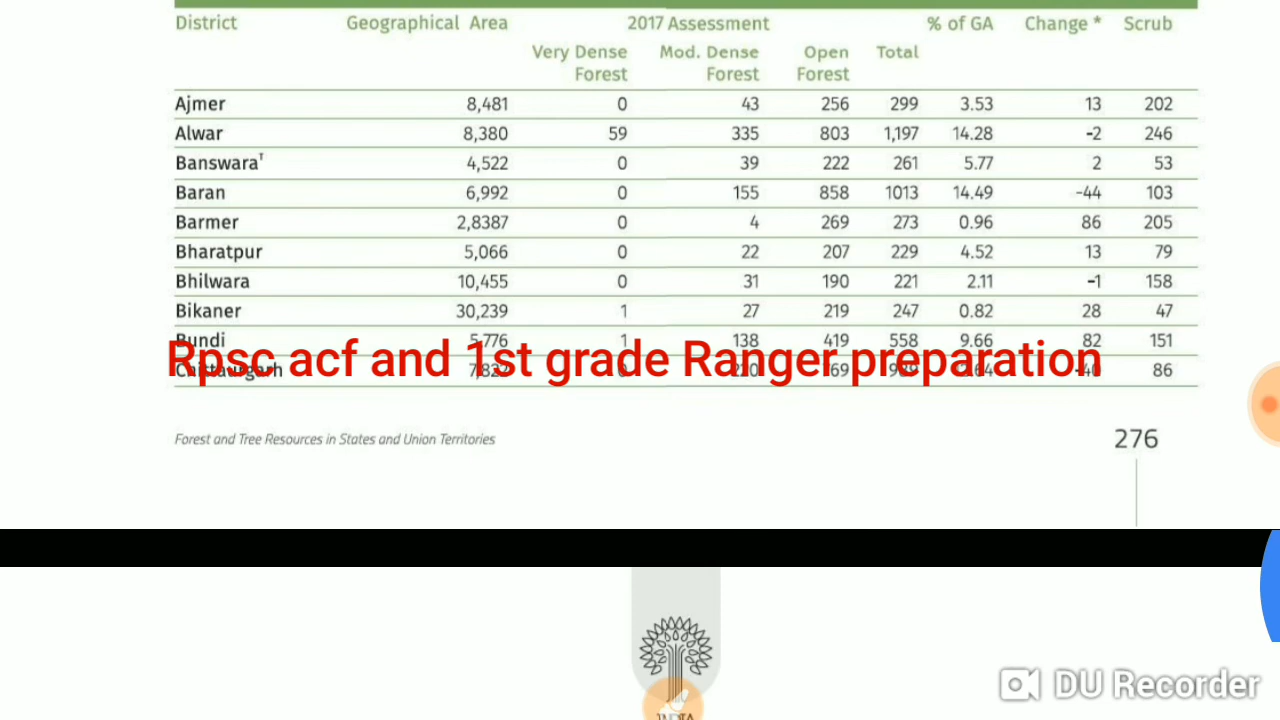 District Geographical Area 2017 Assessment % of GA Change * Scrub
Very Dense Forest Mod. Dense Forest Open Forest Total
Ajmer 8,481 0 43 256 299 3.53 13 202
Alwar 8,380 59 335 803 1,197 14.28 -2 246
Banswara† 4,522 0 39 222 261 5.77 2 53
Baran 6,992 0 155 858 1013 14.49 -44 103
Barmer 2,8387 0 4 269 273 0.96 86 205
Bharatpur 5,066 0 22 207 229 4.52 13 79
Bhilwara 10,455 0 31 190 221 2.11 -1 158
Bikaner 30,239 1 27 219 247 0.82 28 47
Bundi 5,776 1 138 419 558 9.66 82 151
Rpsc acf and 1st grade Ranger preparation
Chittaurgarh 86
Forest and Tree Resources in States and Union Territories
276
INDIA
DU Recorder